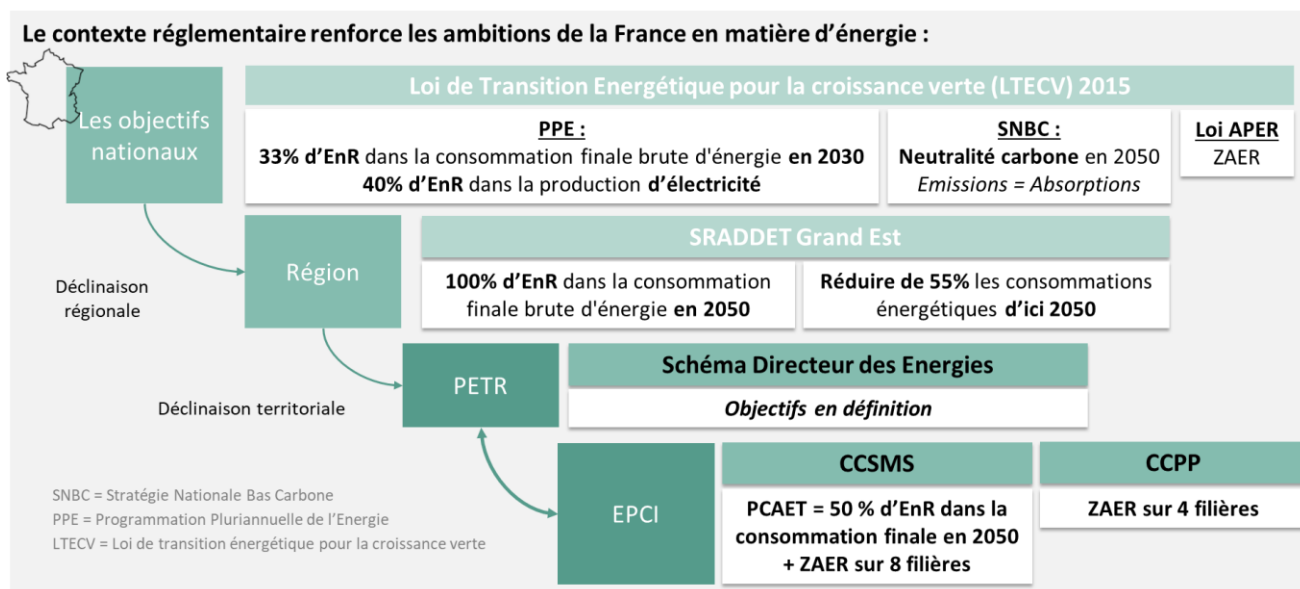 Le contexte réglementaire renforce les ambitions de la France en matière d'énergie :
Les objectifs
nationaux
Loi de Transition Energétique pour la croissance verte (LTECV) 2015
PPE :
33% d'EnR dans la consommation finale brute d'énergie en 2030
40% d'EnR dans la production d'électricité
SNBC :
Neutralité carbone en 2050
Emissions = Absorptions
Loi APER
ZAER
Déclinaison
régionale
Région
SRADDET Grand Est
100% d'EnR dans la consommation
finale brute d'énergie en 2050
Réduire de 55% les consommations
énergétiques d'ici 2050
Déclinaison territoriale
PETR
Schéma Directeur des Energies
Objectifs en définition
EPCI
CCSMS
PCAET = 50 % d'EnR dans la
consommation finale en 2050
+ ZAER sur 8 filières
CCPP
ZAER sur 4 filières
SNBC = Stratégie Nationale Bas Carbone
PPE = Programmation Pluriannuelle de l'Energie
LTECV = Loi de transition énergétique pour la croissance verte